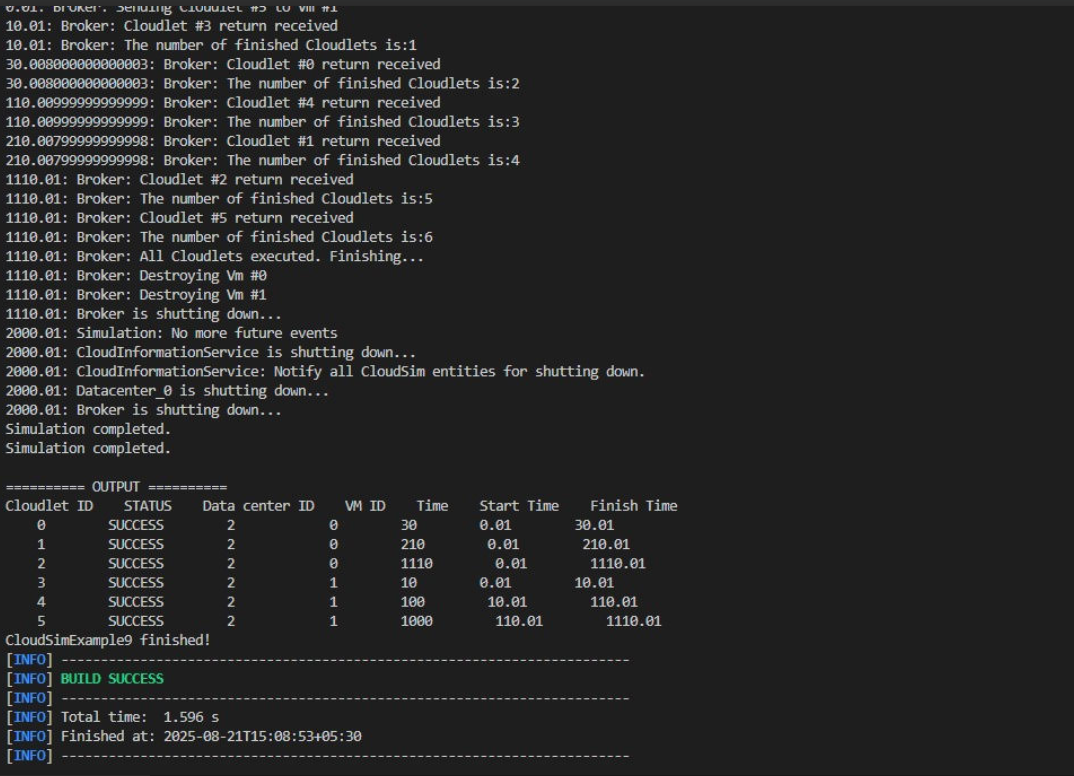 0.01: Broker: Sending Cloudlet #5 to Vm #1
10.01: Broker: Cloudlet #3 return received
10.01: Broker: The number of finished Cloudlets is:1
30.008000000000003: Broker: Cloudlet #0 return received
30.008000000000003: Broker: The number of finished Cloudlets is:2
110.00999999999999: Broker: Cloudlet #4 return received
110.00999999999999: Broker: The number of finished Cloudlets is:3
210.00799999999998: Broker: Cloudlet #1 return received
210.00799999999998: Broker: The number of finished Cloudlets is:4
1110.01: Broker: Cloudlet #2 return received
1110.01: Broker: The number of finished Cloudlets is:5
1110.01: Broker: Cloudlet #5 return received
1110.01: Broker: The number of finished Cloudlets is:6
1110.01: Broker: All Cloudlets executed. Finishing...
1110.01: Broker: Destroying Vm #0
1110.01: Broker: Destroying Vm #1
1110.01: Broker is shutting down...
2000.01: Simulation: No more future events
2000.01: CloudInformationService is shutting down...
2000.01: CloudInformationService: Notify all CloudSim entities for shutting down.
2000.01: Datacenter_0 is shutting down...
2000.01: Broker is shutting down...
Simulation completed.
Simulation completed.
========== OUTPUT ==========
Cloudlet ID    STATUS    Data center ID    VM ID    Time    Start Time    Finish Time
0    SUCCESS    2    0    30    0.01    30.01
1    SUCCESS    2    0    210    0.01    210.01
2    SUCCESS    2    0    1110    0.01    1110.01
3    SUCCESS    2    1    10    0.01    10.01
4    SUCCESS    2    1    100    10.01    110.01
5    SUCCESS    2    1    1000    110.01    1110.01
CloudSimExample9 finished!
[INFO] ------------------------------------------------------------------------
[INFO] BUILD SUCCESS
[INFO] ------------------------------------------------------------------------
[INFO] Total time:  1.596 s
[INFO] Finished at: 2025-08-21T15:08:53+05:30
[INFO] ------------------------------------------------------------------------